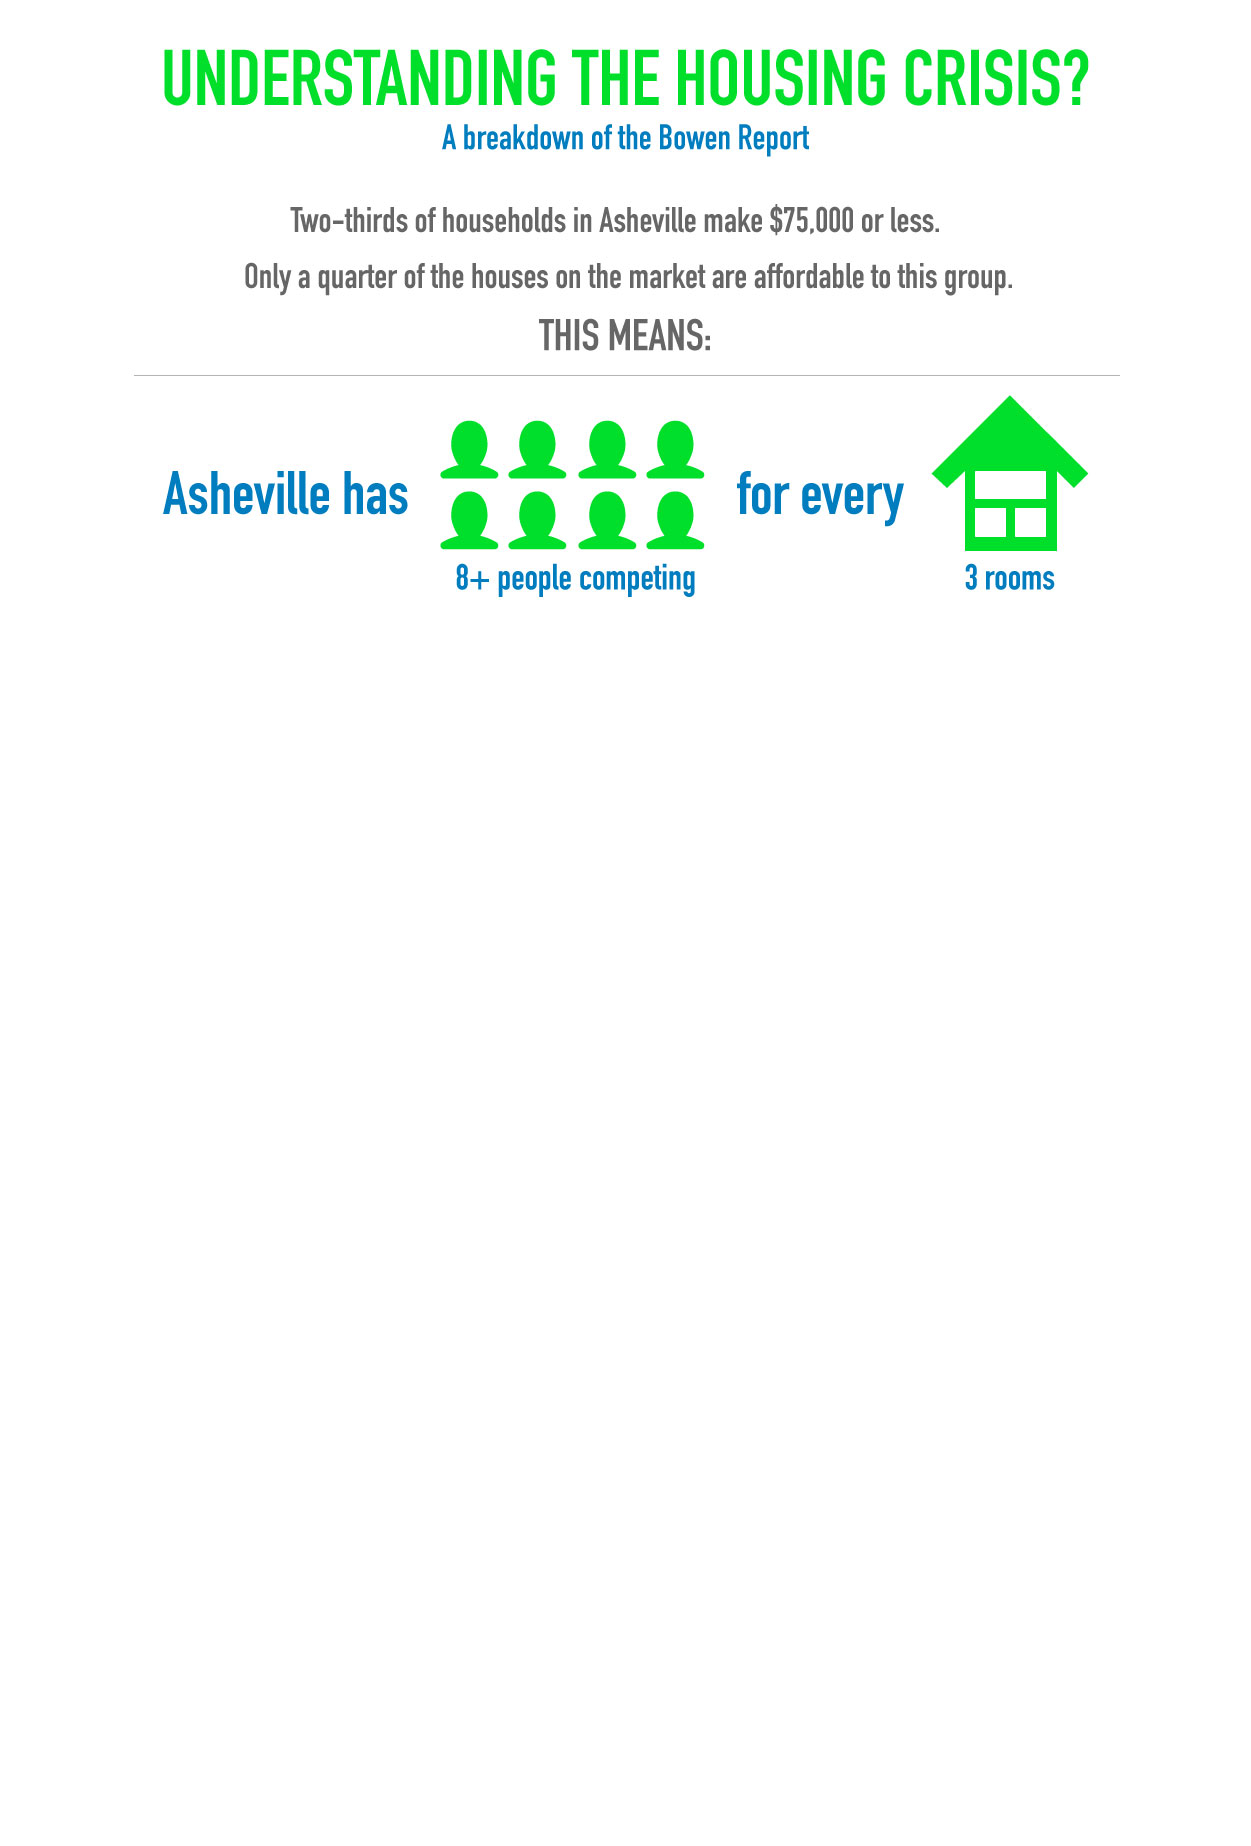 UNDERSTANDING THE HOUSING CRISIS?
A breakdown of the Bowen Report
Two-thirds of households in Asheville make $75,000 or less.
Only a quarter of the houses on the market are affordable to this group.
THIS MEANS:
Asheville has
8+ people competing
for every
3 rooms